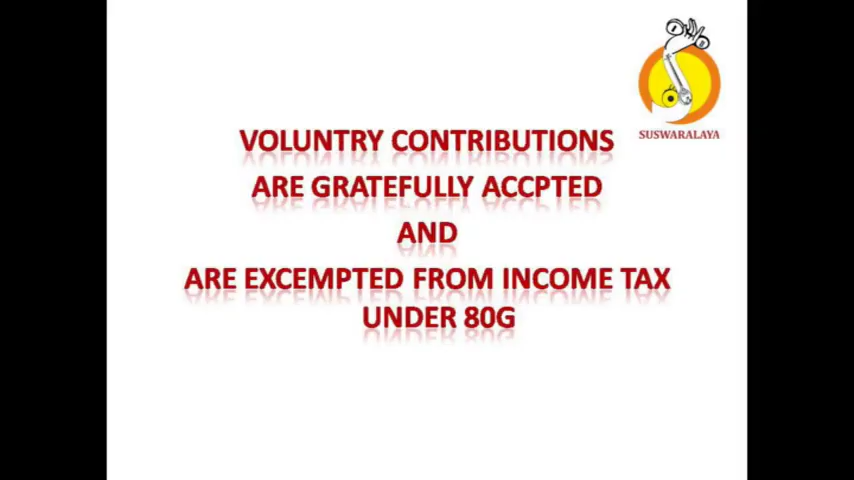 SUSWARALAYA
VOLUNTRY CONTRIBUTIONS
ARE GRATEFULLY ACCPTED
AND
ARE EXCEMPTED FROM INCOME TAX
UNDER 80G